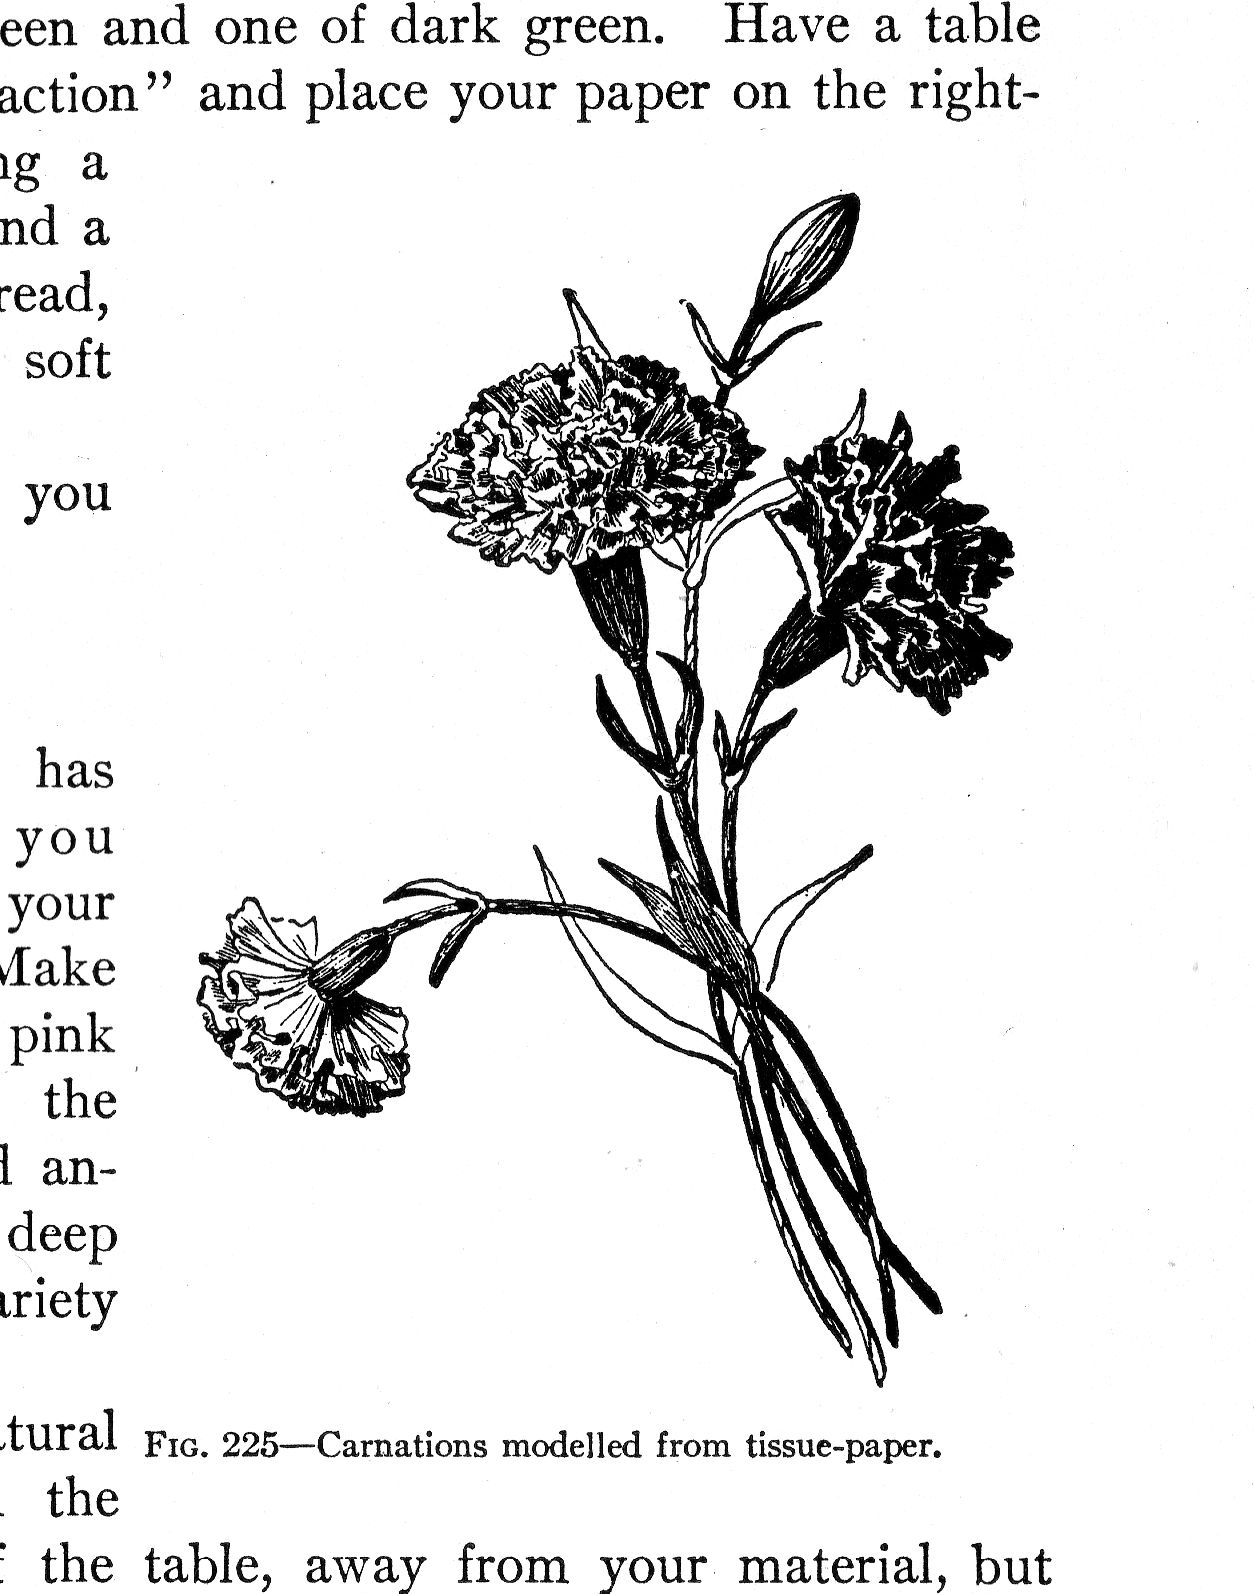 een and one of dark green. Have a table
action” and place your paper on the right-
ng a
nd a
read,
soft
you
has
you
your
Make
pink
the
d an-
deep
ariety
tural
FIG. 225—Carnations modelled from tissue-paper.
the
the table, away from your material, but